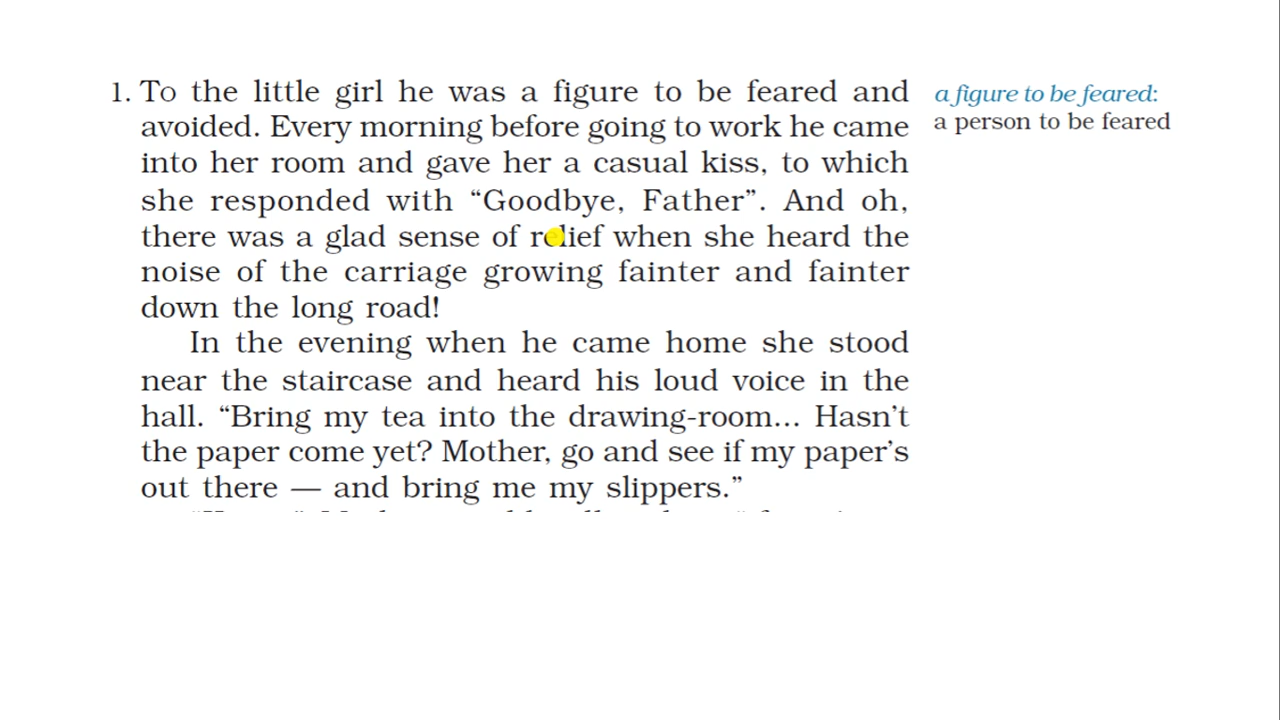 1. To the little girl he was a figure to be feared and
avoided. Every morning before going to work he came
into her room and gave her a casual kiss, to which
she responded with “Goodbye, Father”. And oh,
there was a glad sense of relief when she heard the
noise of the carriage growing fainter and fainter
down the long road!
In the evening when he came home she stood
near the staircase and heard his loud voice in the
hall. “Bring my tea into the drawing-room... Hasn’t
the paper come yet? Mother, go and see if my paper’s
out there — and bring me my slippers.”
a figure to be feared:
a person to be feared